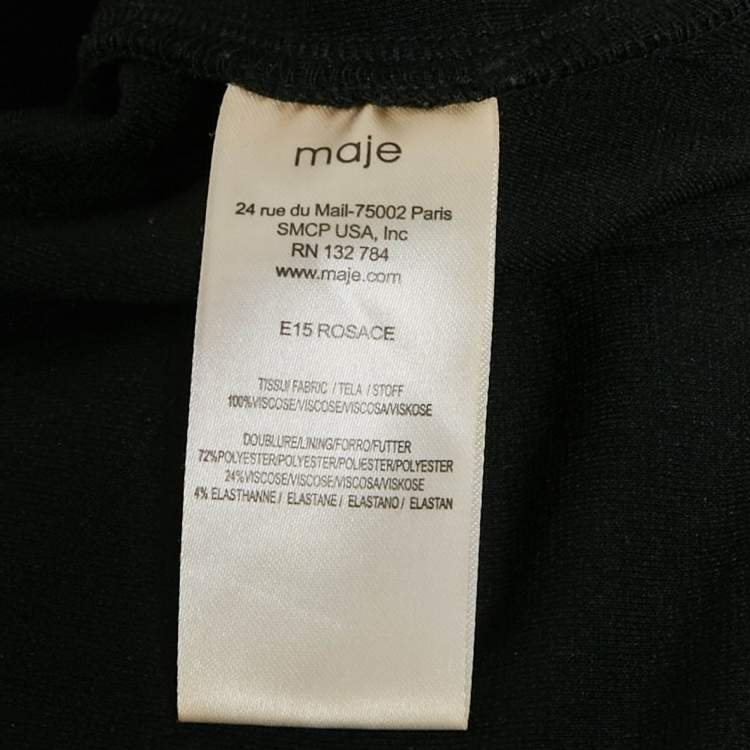 maje
24 rue du Mail-75002 Paris
SMCP USA, Inc
RN 132 784
www.maje.com
E15 ROSACE
TISSU/ FABRIC / TELA / STOFF
100%VISCOSE/VISCOSE/VISCOSA/VISKOSE
DOUBLURE/LINING/FORRO/FUTTER
72%POLYESTER/POLYESTER/POLIESTER/POLYESTER
24%VISCOSE/VISCOSE/VISCOSA/VISKOSE
4% ELASTHANNE / ELASTANE / ELASTANO / ELASTAN